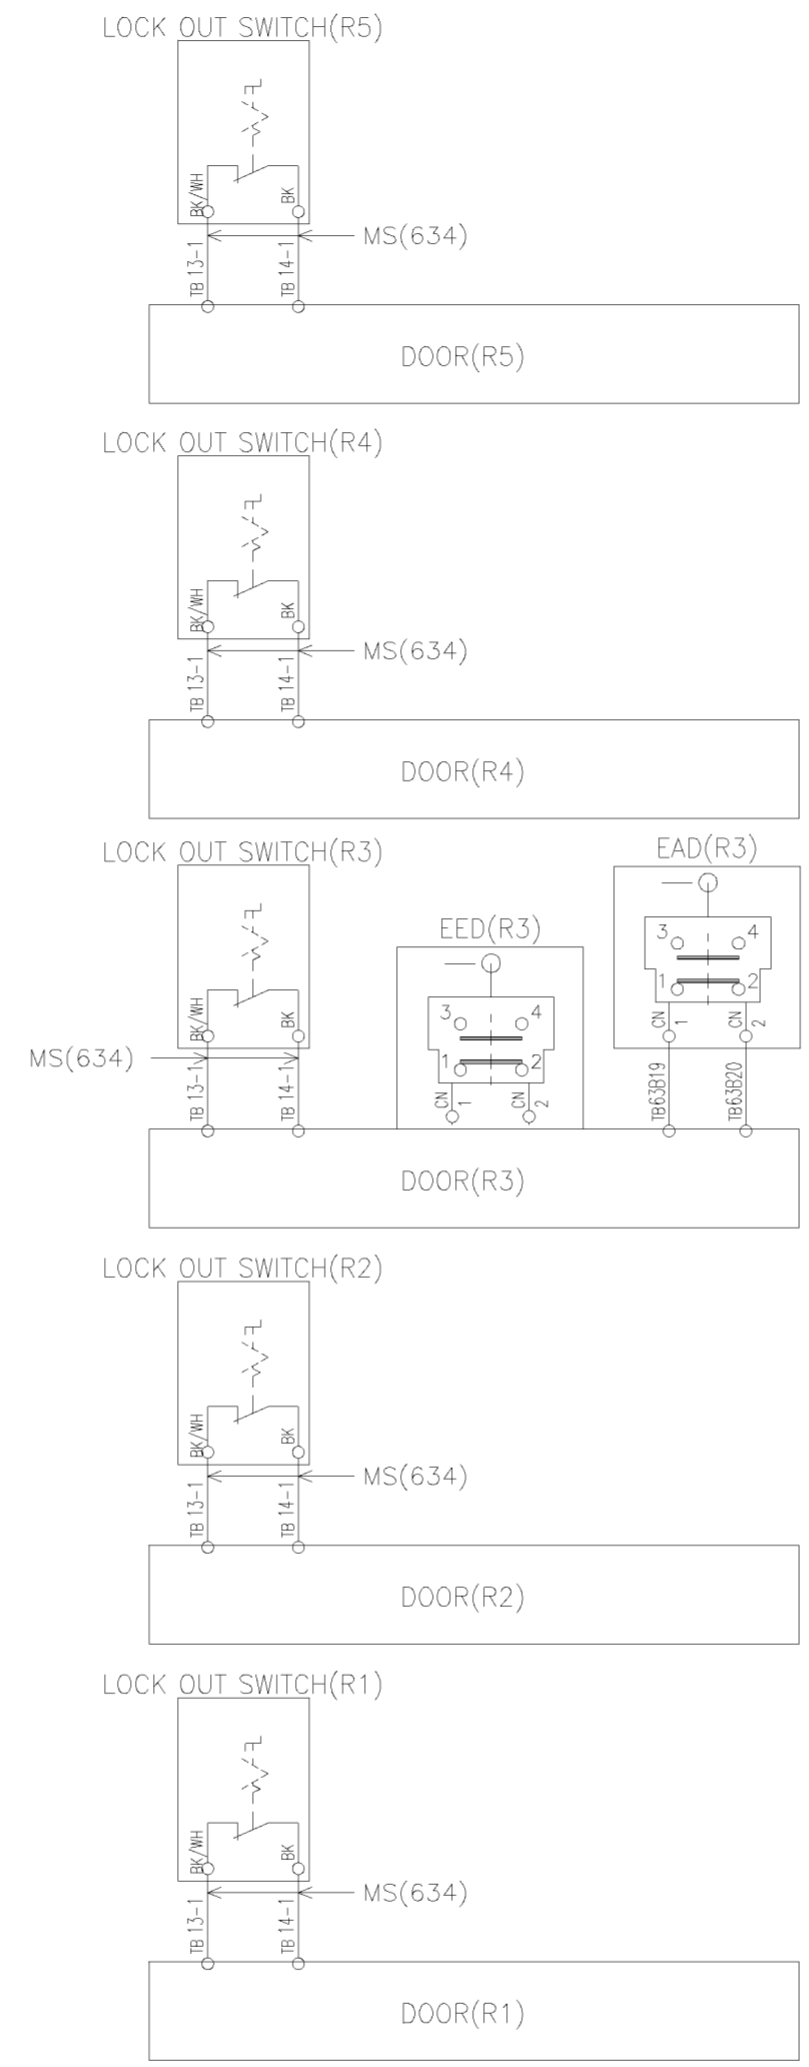 LOCK OUT SWITCH(R5)
BK/WH
BK
MS(634)
TB 13-1
TB 14-1
DOOR(R5)
LOCK OUT SWITCH(R4)
BK/WH
BK
MS(634)
TB 13-1
TB 14-1
DOOR(R4)
LOCK OUT SWITCH(R3)
EAD(R3)
EED(R3)
3
4
1
2
CN
1
CN
2
3
4
1
2
CN
1
CN
2
BK/WH
BK
MS(634)
TB 13-1
TB 14-1
TB63B19
TB63B20
DOOR(R3)
LOCK OUT SWITCH(R2)
BK/WH
BK
MS(634)
TB 13-1
TB 14-1
DOOR(R2)
LOCK OUT SWITCH(R1)
BK/WH
BK
MS(634)
TB 13-1
TB 14-1
DOOR(R1)